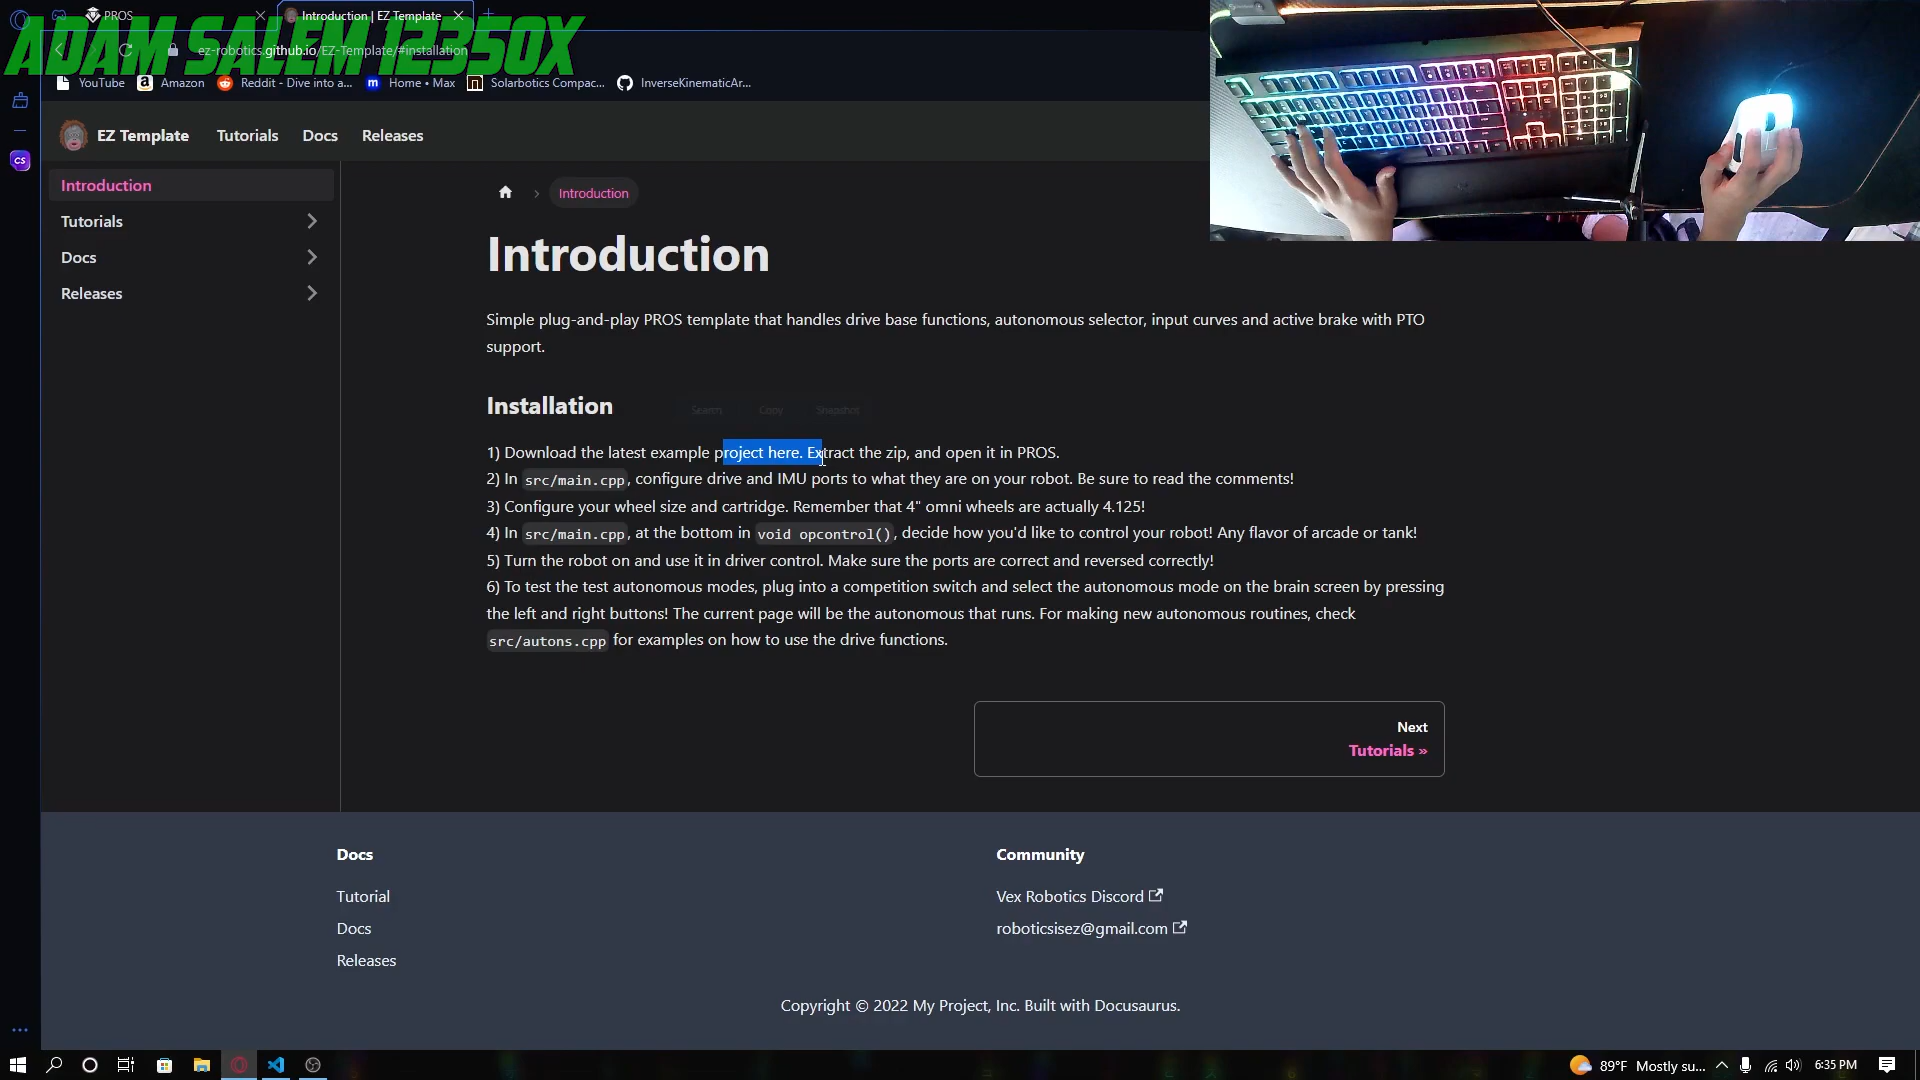 PROS
Introduction | EZ Template
ADAM SALEM 12350X
ez-robotics.github.io/EZ-Template/#installation
YouTube
Amazon
Reddit - Dive into a...
Home • Max
Solarbotics Compac...
InverseKinematicAr...
CS
EZ Template
Tutorials
Docs
Releases
Introduction
Tutorials
Docs
Releases
Introduction
Introduction
Simple plug-and-play PROS template that handles drive base functions, autonomous selector, input curves and active brake with PTO
support.
Installation
Search
Copy
Snapshot
1) Download the latest example project here. Extract the zip, and open it in PROS.
2) In src/main.cpp, configure drive and IMU ports to what they are on your robot. Be sure to read the comments!
3) Configure your wheel size and cartridge. Remember that 4" omni wheels are actually 4.125!
4) In src/main.cpp, at the bottom in void opcontrol(), decide how you'd like to control your robot! Any flavor of arcade or tank!
5) Turn the robot on and use it in driver control. Make sure the ports are correct and reversed correctly!
6) To test the test autonomous modes, plug into a competition switch and select the autonomous mode on the brain screen by pressing
the left and right buttons! The current page will be the autonomous that runs. For making new autonomous routines, check
src/autons.cpp for examples on how to use the drive functions.
Next
Tutorials »
Docs
Tutorial
Docs
Releases
Community
Vex Robotics Discord
roboticsisez@gmail.com
Copyright © 2022 My Project, Inc. Built with Docusaurus.
89°F Mostly su...
6:35 PM